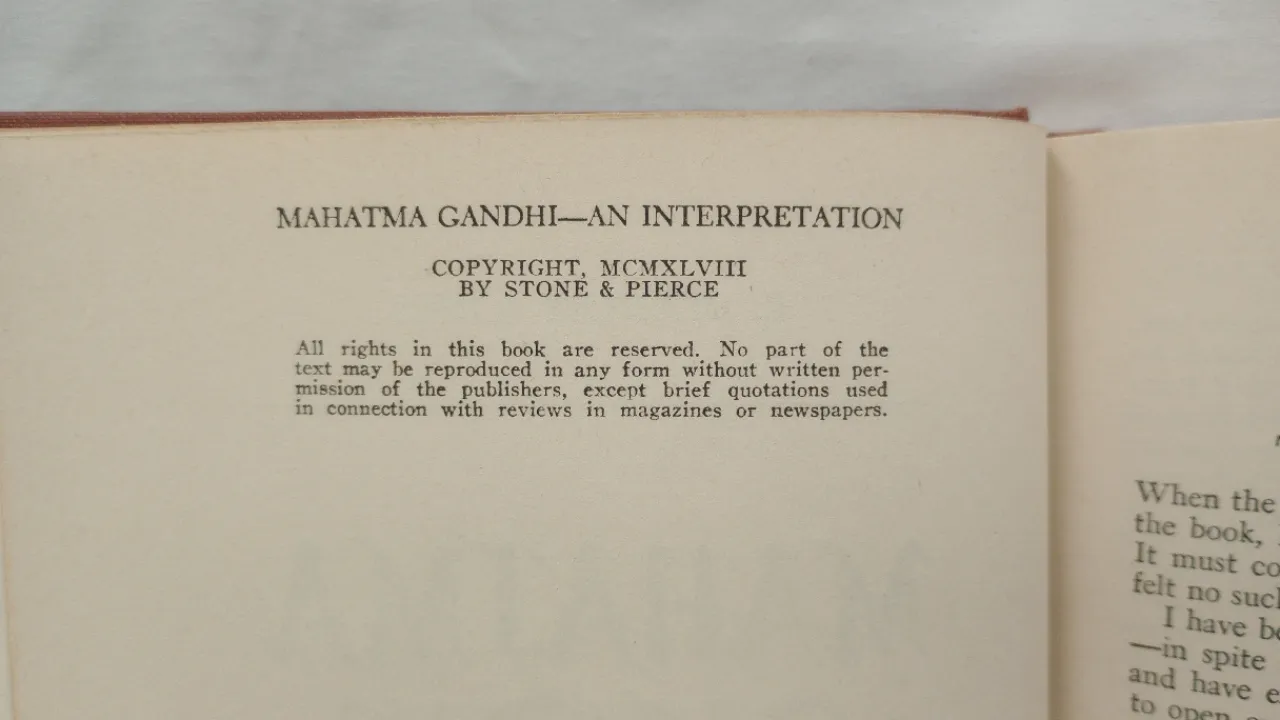 MAHATMA GANDHI—AN INTERPRETATION
COPYRIGHT, MCMXLVIII
BY STONE & PIERCE
All rights in this book are reserved. No part of the
text may be reproduced in any form without written per-
mission of the publishers, except brief quotations used
in connection with reviews in magazines or newspapers.
When the
the book,
It must
felt no
I have
—in spite
and have
to open